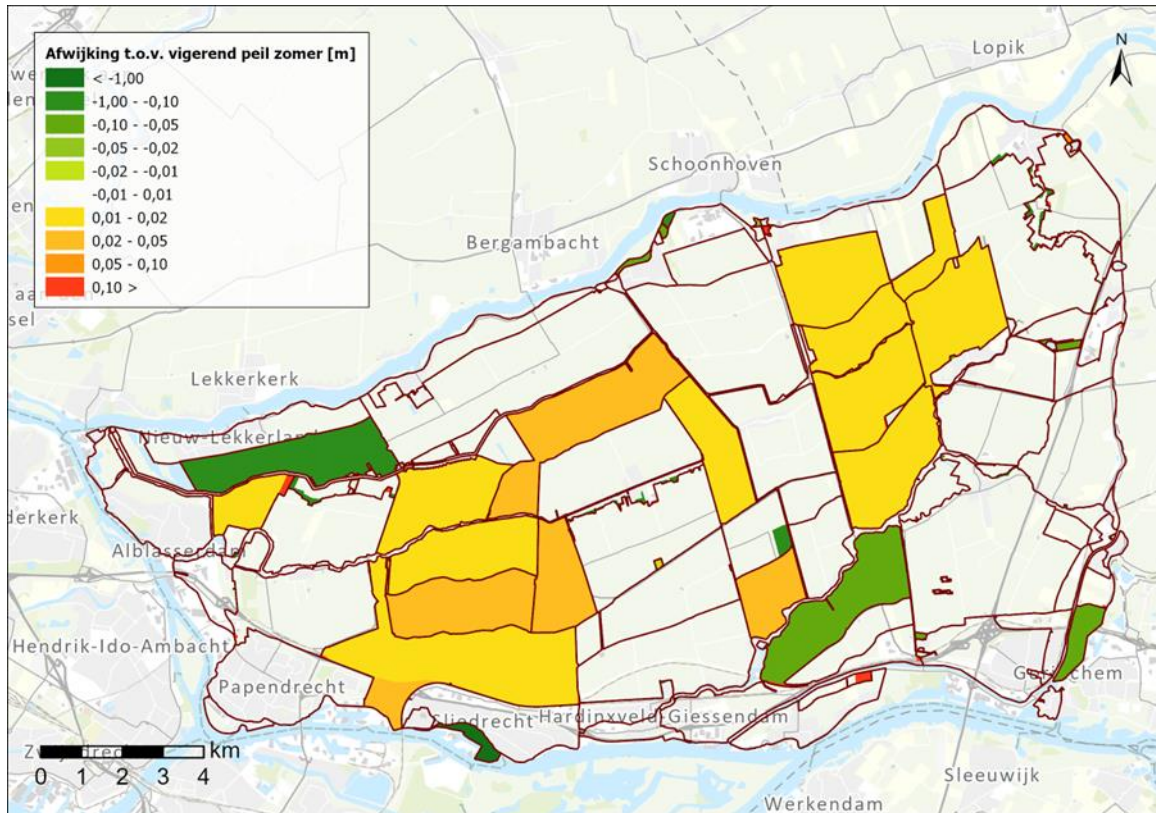 Afwijking t.o.v. vigerend peil zomer [m]
< -1,00
-1,00 - -0,10
-0,10 - -0,05
-0,05 - -0,02
-0,02 - -0,01
-0,01 - 0,01
0,01 - 0,02
0,02 - 0,05
0,05 - 0,10
0,10 >
N
Lopik
Schoonhoven
Bergambacht
sel
Lekkerkerk
Nieuw-Lekkerland
derkerk
Alblasserdam
Hendrik-Ido-Ambacht
Papendrecht
Sliedrecht
Hardinxveld-Giessendam
Gorinchem
km
0 1 2 3 4
Sleeuwijk
Werkendam